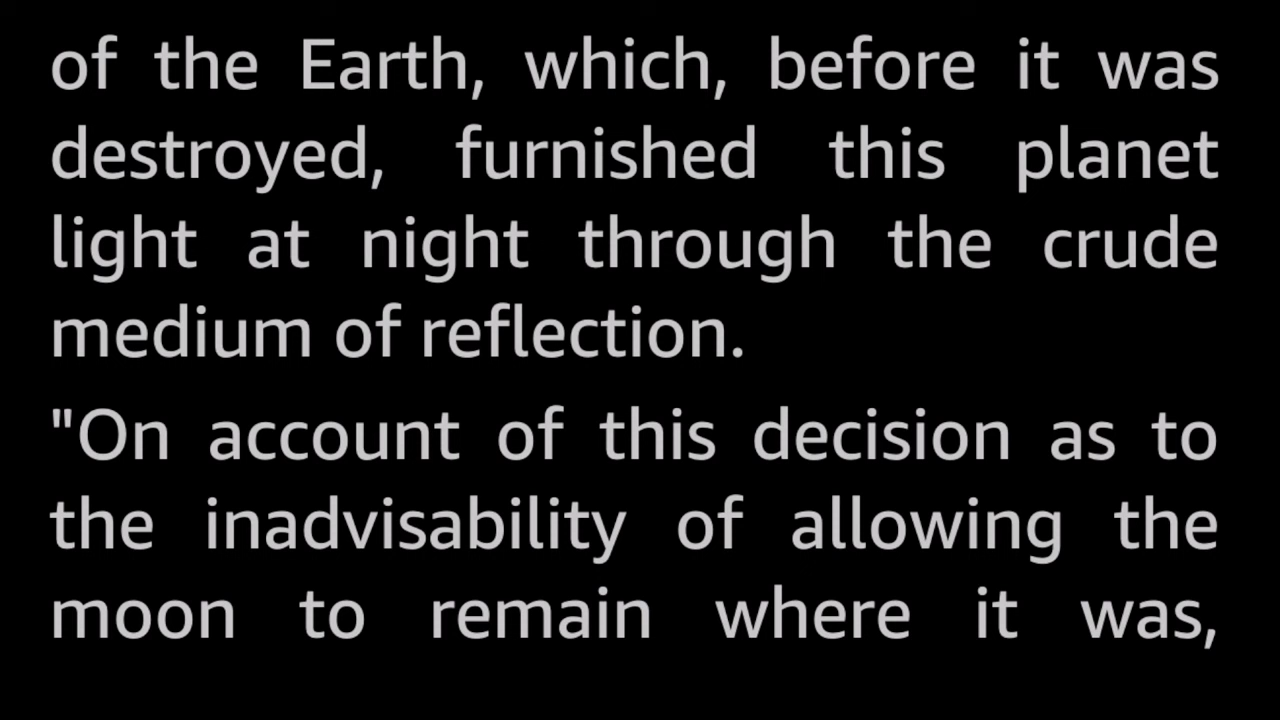 of the Earth, which, before it was
destroyed, furnished this planet
light at night through the crude
medium of reflection.
"On account of this decision as to
the inadvisability of allowing the
moon to remain where it was,